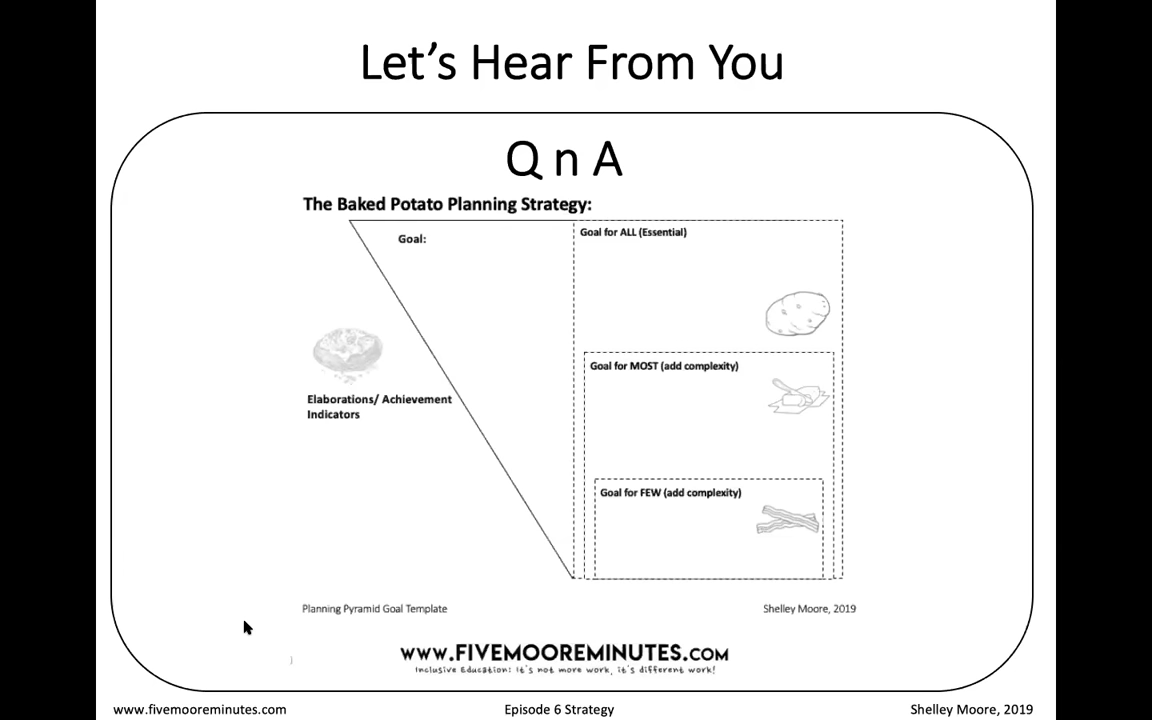 Let's Hear From You
Q n A
The Baked Potato Planning Strategy:
Goal:
Goal for ALL (Essential)
Goal for MOST (add complexity)
Elaborations/ Achievement
Indicators
Goal for FEW (add complexity)
Planning Pyramid Goal Template
Shelley Moore, 2019
WWW.FIVEMOOREMINUTES.COM
Inclusive Education: It's not more work, it's different work!
www.fivemooreminutes.com
Episode 6 Strategy
Shelley Moore, 2019